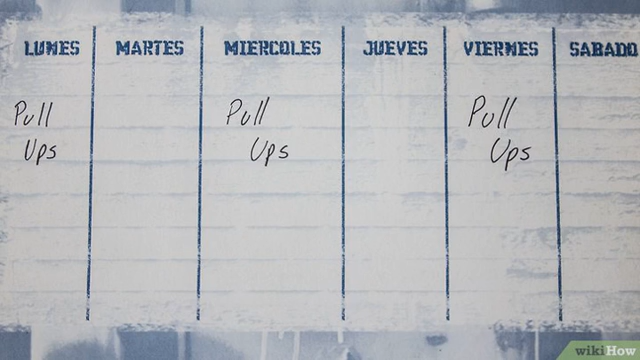 LUNES MARTES MIERCOLES JUEVES VIERNES SABADO
Pull Pull Pull
Ups Ups Ups
wikiHow